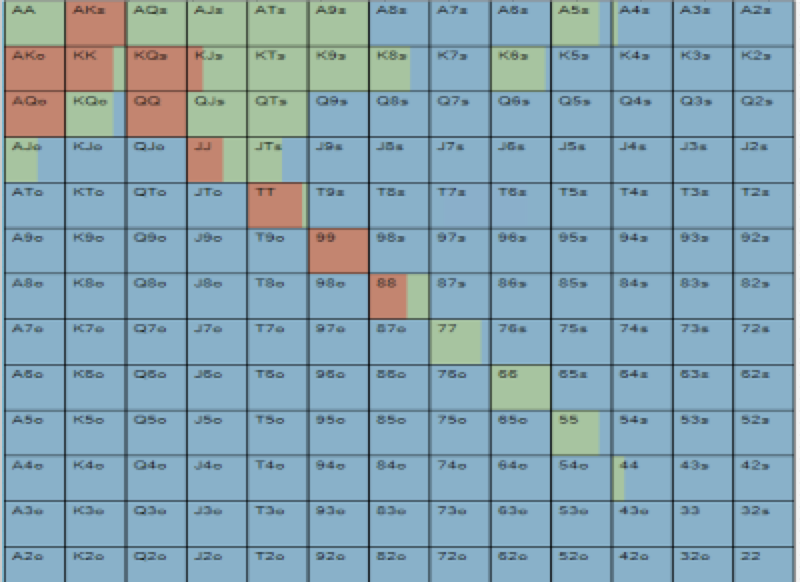 AA AKs AQs AJs ATs A9s A8s A7s A6s A5s A4s A3s A2s
AKo KK KQs KJs KTs K9s K8s K7s K6s K5s K4s K3s K2s
AQo KQo QQ QJs QTs Q9s Q8s Q7s Q6s Q5s Q4s Q3s Q2s
AJo KJo QJo JJ JTs J9s J8s J7s J6s J5s J4s J3s J2s
ATo KTo QTo JTo TT T9s T8s T7s T6s T5s T4s T3s T2s
A9o K9o Q9o J9o T9o 99 98s 97s 96s 95s 94s 93s 92s
A8o K8o Q8o J8o T8o 98o 88 87s 86s 85s 84s 83s 82s
A7o K7o Q7o J7o T7o 97o 87o 77 76s 75s 74s 73s 72s
A6o K6o Q6o J6o T6o 96o 86o 76o 66 65s 64s 63s 62s
A5o K5o Q5o J5o T5o 95o 85o 75o 65o 55 54s 53s 52s
A4o K4o Q4o J4o T4o 94o 84o 74o 64o 54o 44 43s 42s
A3o K3o Q3o J3o T3o 93o 83o 73o 63o 53o 43o 33 32s
A2o K2o Q2o J2o T2o 92o 82o 72o 62o 52o 42o 32o 22